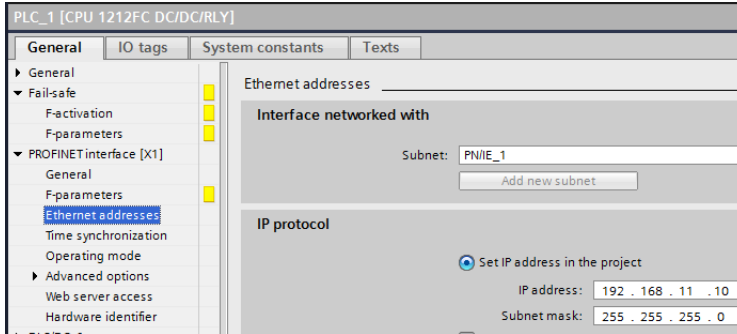 PLC_1 [CPU 1212FC DC/DC/RLY]
General IO tags System constants Texts
General
Fail-safe
F-activation
F-parameters
PROFINET interface [X1]
General
F-parameters
Ethernet addresses
Time synchronization
Operating mode
Advanced options
Web server access
Hardware identifier
Ethernet addresses
Interface networked with
Subnet: PN/IE_1
Add new subnet
IP protocol
Set IP address in the project
IP address: 192 . 168 . 11 . 10
Subnet mask: 255 . 255 . 255 . 0